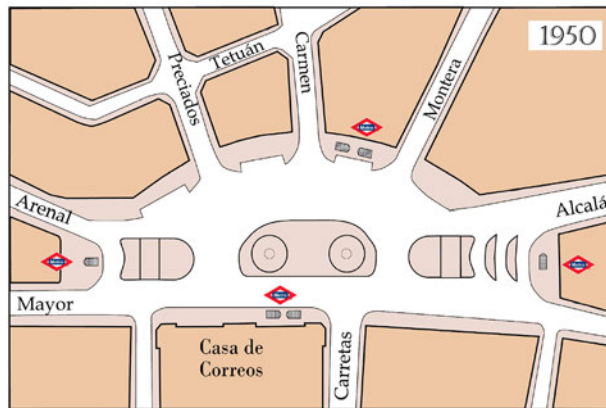 1950
Carmen
Tetuán
Preciados
Montera
Arenal
Alcalá
Mayor
Casa de
Correos
Carretas